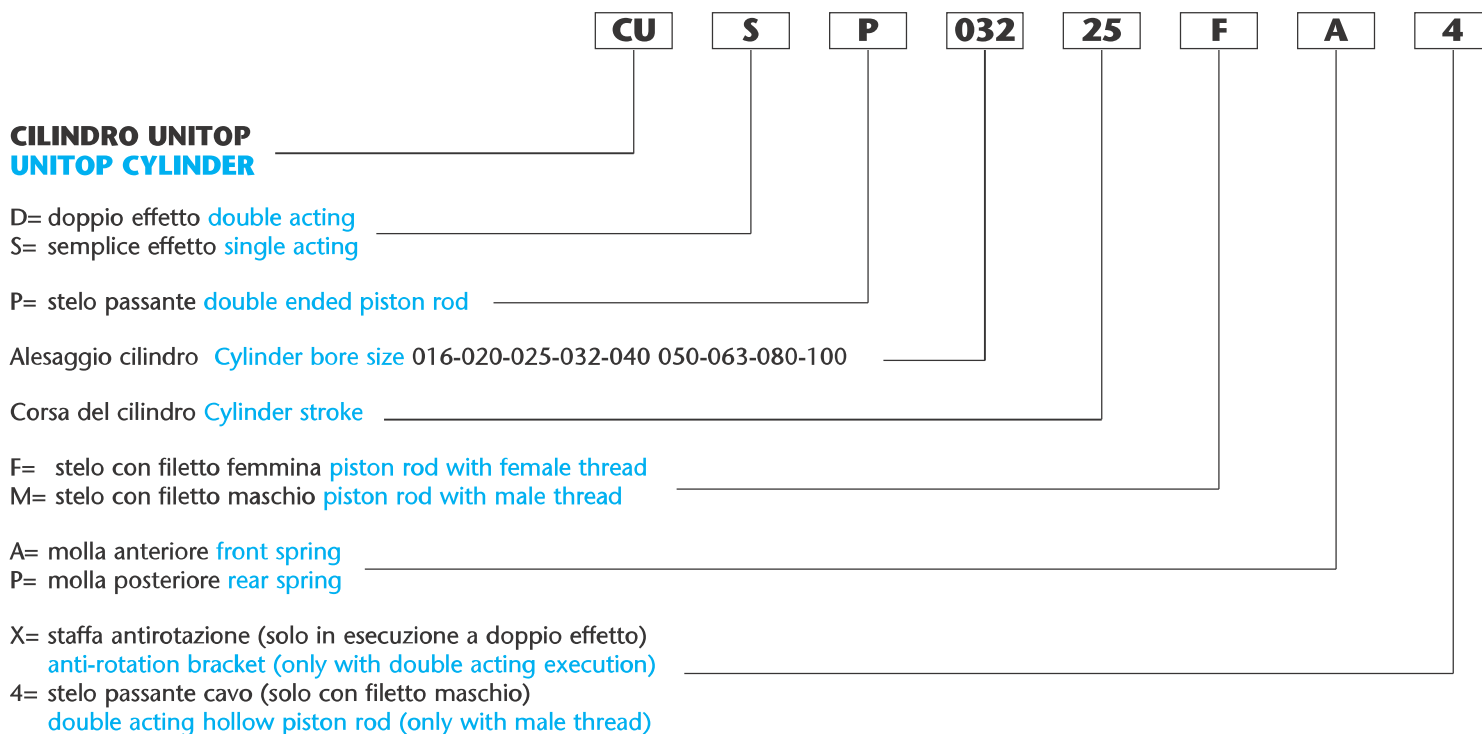 CU S P 032 25 F A 4
CILINDRO UNITOP
UNITOP CYLINDER
D= doppio effetto double acting
S= semplice effetto single acting
P= stelo passante double ended piston rod
Alesaggio cilindro Cylinder bore size 016-020-025-032-040 050-063-080-100
Corsa del cilindro Cylinder stroke
F= stelo con filetto femmina piston rod with female thread
M= stelo con filetto maschio piston rod with male thread
A= molla anteriore front spring
P= molla posteriore rear spring
X= staffa antirotazione (solo in esecuzione a doppio effetto)
anti-rotation bracket (only with double acting execution)
4= stelo passante cavo (solo con filetto maschio)
double acting hollow piston rod (only with male thread)